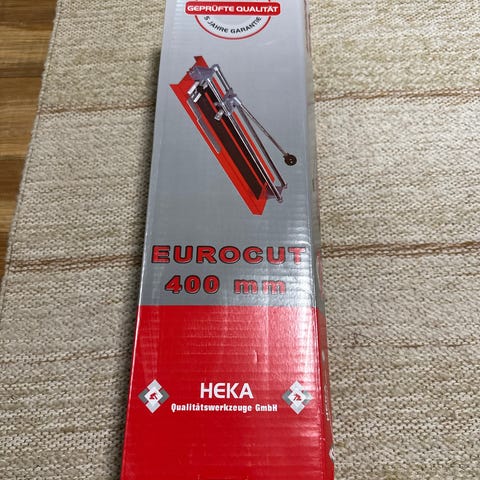 GEPRÜFTE QUALITÄT
5 JAHRE GARANTIE
EUROCUT
400 mm
HEKA
Qualitätswerkzeuge GmbH